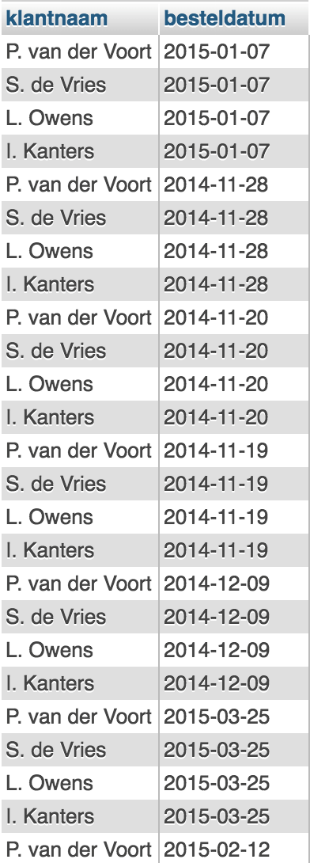 klantnaam besteldatum
P. van der Voort 2015-01-07
S. de Vries 2015-01-07
L. Owens 2015-01-07
I. Kanters 2015-01-07
P. van der Voort 2014-11-28
S. de Vries 2014-11-28
L. Owens 2014-11-28
I. Kanters 2014-11-28
P. van der Voort 2014-11-20
S. de Vries 2014-11-20
L. Owens 2014-11-20
I. Kanters 2014-11-20
P. van der Voort 2014-11-19
S. de Vries 2014-11-19
L. Owens 2014-11-19
I. Kanters 2014-11-19
P. van der Voort 2014-12-09
S. de Vries 2014-12-09
L. Owens 2014-12-09
I. Kanters 2014-12-09
P. van der Voort 2015-03-25
S. de Vries 2015-03-25
L. Owens 2015-03-25
I. Kanters 2015-03-25
P. van der Voort 2015-02-12